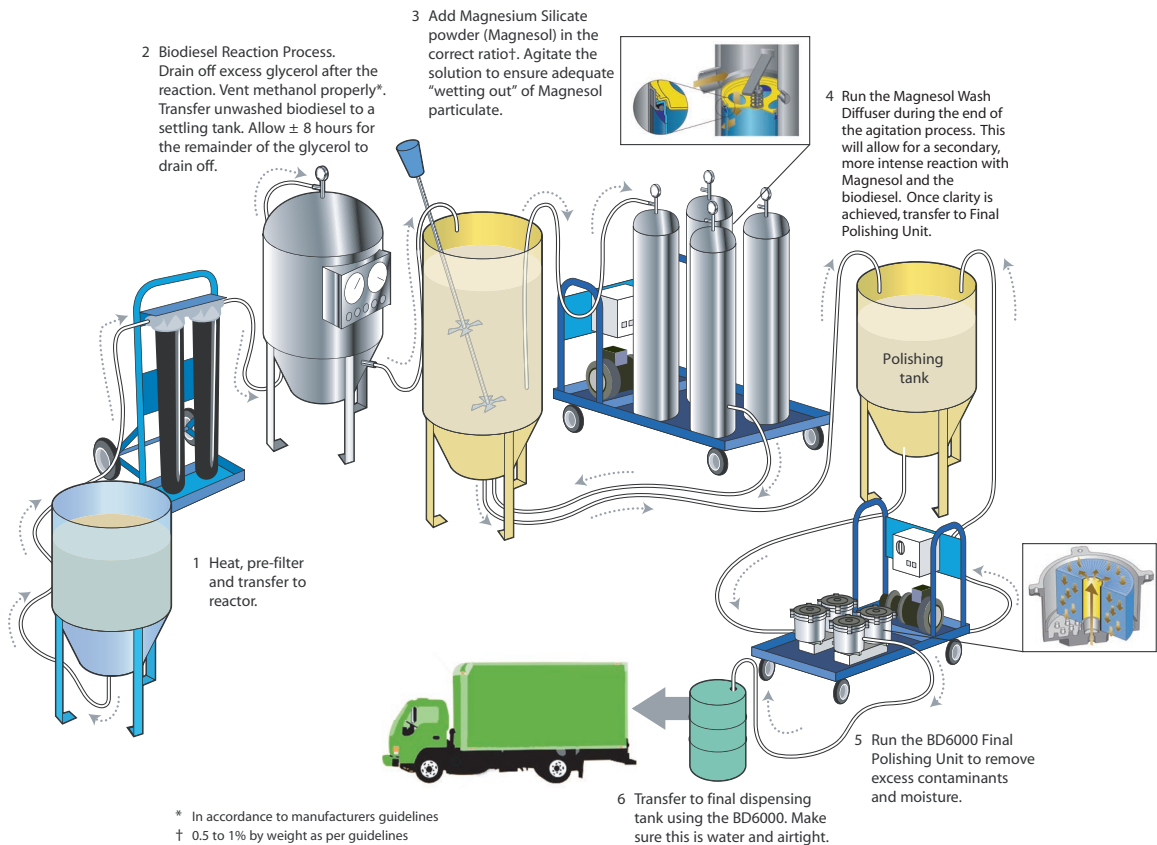 1 Heat, pre-filter
and transfer to
reactor.
2 Biodiesel Reaction Process.
Drain off excess glycerol after the
reaction. Vent methanol properly*.
Transfer unwashed biodiesel to a
settling tank. Allow ± 8 hours for
the remainder of the glycerol to
drain off.
3 Add Magnesium Silicate
powder (Magnesol) in the
correct ratio†. Agitate the
solution to ensure adequate
“wetting out” of Magnesol
particulate.
4 Run the Magnesol Wash
Diffuser during the end of
the agitation process. This
will allow for a secondary,
more intense reaction with
Magnesol and the
biodiesel. Once clarity is
achieved, transfer to Final
Polishing Unit.
Polishing
tank
5 Run the BD6000 Final
Polishing Unit to remove
excess contaminants
and moisture.
6 Transfer to final dispensing
tank using the BD6000. Make
sure this is water and airtight.
* In accordance to manufacturers guidelines
† 0.5 to 1% by weight as per guidelines